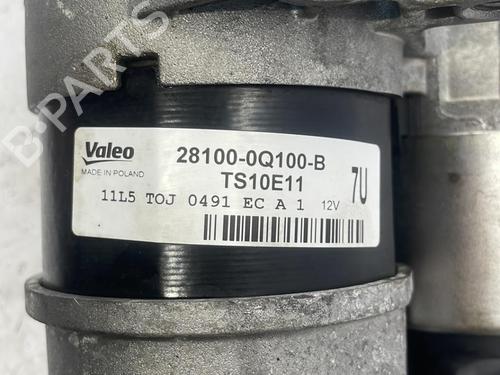 B-PARTS
Valeo
MADE IN POLAND
28100-0Q100-B
TS10E11
7U
11L5 TOJ 0491 EC A 1 12V